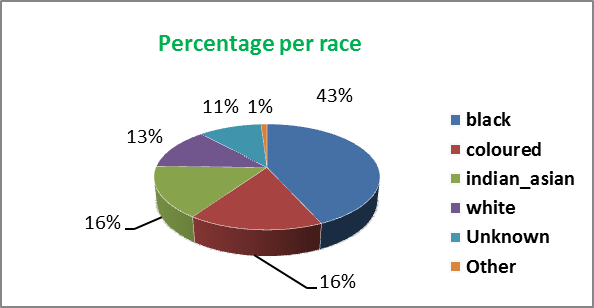 Percentage per race
11% 1% 43%
13%
16%
16%
black
coloured
indian_asian
white
Unknown
Other